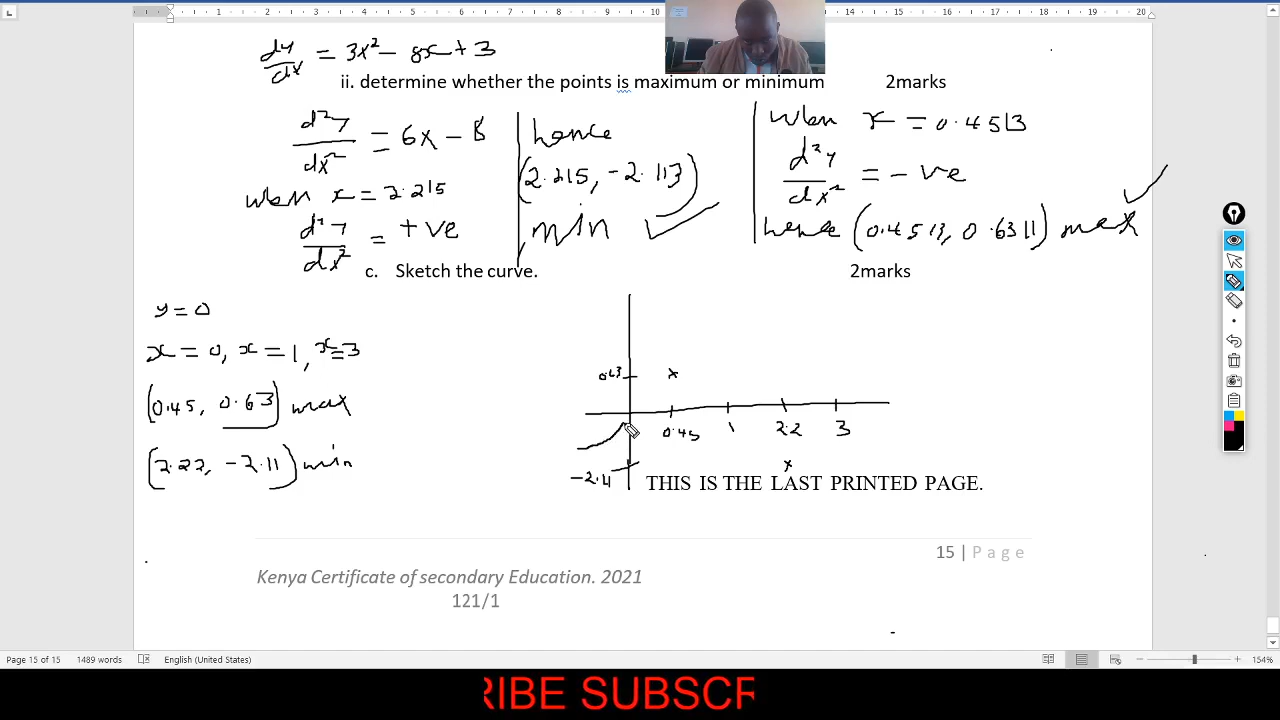 dy/dx = 3x² − 8x + 3
ii. determine whether the points is maximum or minimum 2marks
d²y/dx² = 6x − 8
when x = 2.215
d²y/dx² = +ve
hence
(2.215, −2.113)
min
when x = 0.4513
d²y/dx² = −ve
hence (0.4513, 0.6311) max
c. Sketch the curve. 2marks
y = 0
x = 0, x = 1, x = 3
(0.45, 0.63) max
(2.22, −2.11) min
0.63
0.45 1 2.2 3
THIS IS THE LAST PRINTED PAGE.
15 | Page
Kenya Certificate of secondary Education. 2021
121/1
Page 15 of 15 1489 words English (United States) 154%
RIBE SUBSCR